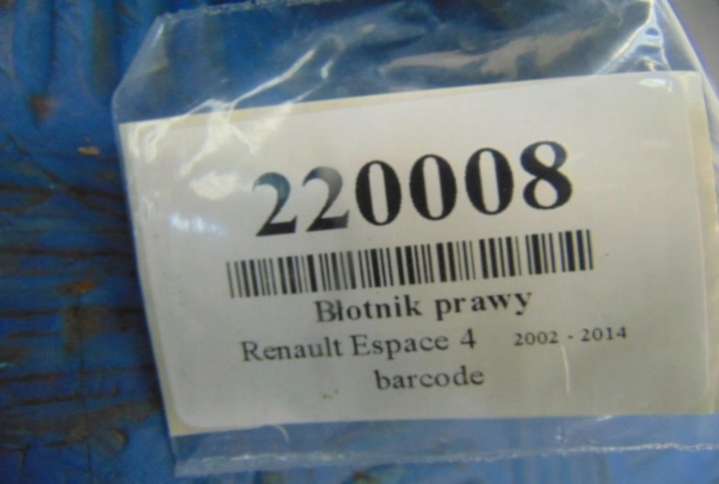 220008
Błotnik prawy
Renault Espace 4 2002 - 2014
barcode